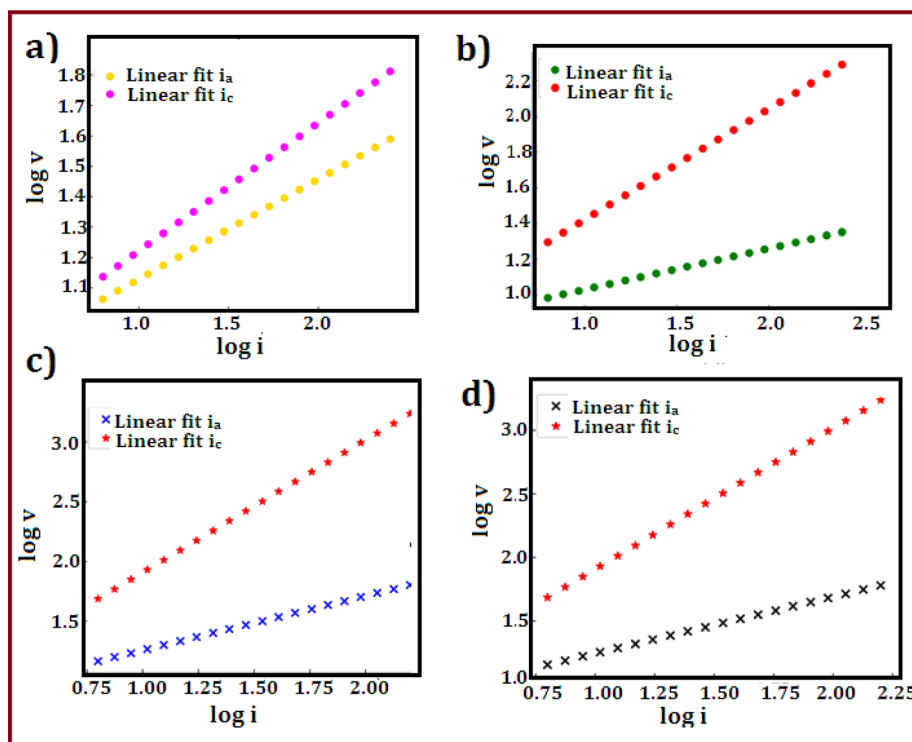 a)
Linear fit ia
Linear fit ic
1.8
1.7
1.6
1.5
1.4
1.3
1.2
1.1
log v
1.0 1.5 2.0
log i
b)
Linear fit ia
Linear fit ic
2.2
2.0
1.8
1.6
1.4
1.2
1.0
log v
1.0 1.5 2.0 2.5
log i
c)
Linear fit ia
Linear fit ic
3.0
2.5
2.0
1.5
log v
0.75 1.00 1.25 1.50 1.75 2.00
log i
d)
Linear fit ia
Linear fit ic
3.0
2.5
2.0
1.5
1.0
log v
0.75 1.00 1.25 1.50 1.75 2.00 2.25
log i